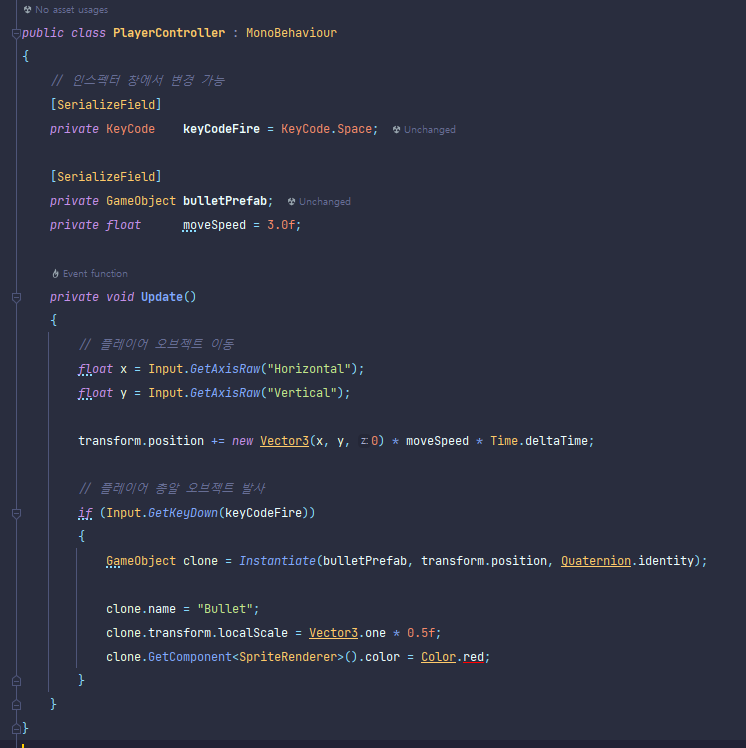 No asset usages
public class PlayerController : MonoBehaviour
{
// 인스펙터 창에서 변경 가능
[SerializeField]
private KeyCode keyCodeFire = KeyCode.Space; Unchanged
[SerializeField]
private GameObject bulletPrefab; Unchanged
private float moveSpeed = 3.0f;
Event function
private void Update()
{
// 플레이어 오브젝트 이동
float x = Input.GetAxisRaw("Horizontal");
float y = Input.GetAxisRaw("Vertical");
transform.position += new Vector3(x, y, z:0) * moveSpeed * Time.deltaTime;
// 플레이어 총알 오브젝트 발사
if (Input.GetKeyDown(keyCodeFire))
{
GameObject clone = Instantiate(bulletPrefab, transform.position, Quaternion.identity);
clone.name = "Bullet";
clone.transform.localScale = Vector3.one * 0.5f;
clone.GetComponent<SpriteRenderer>().color = Color.red;
}
}
}